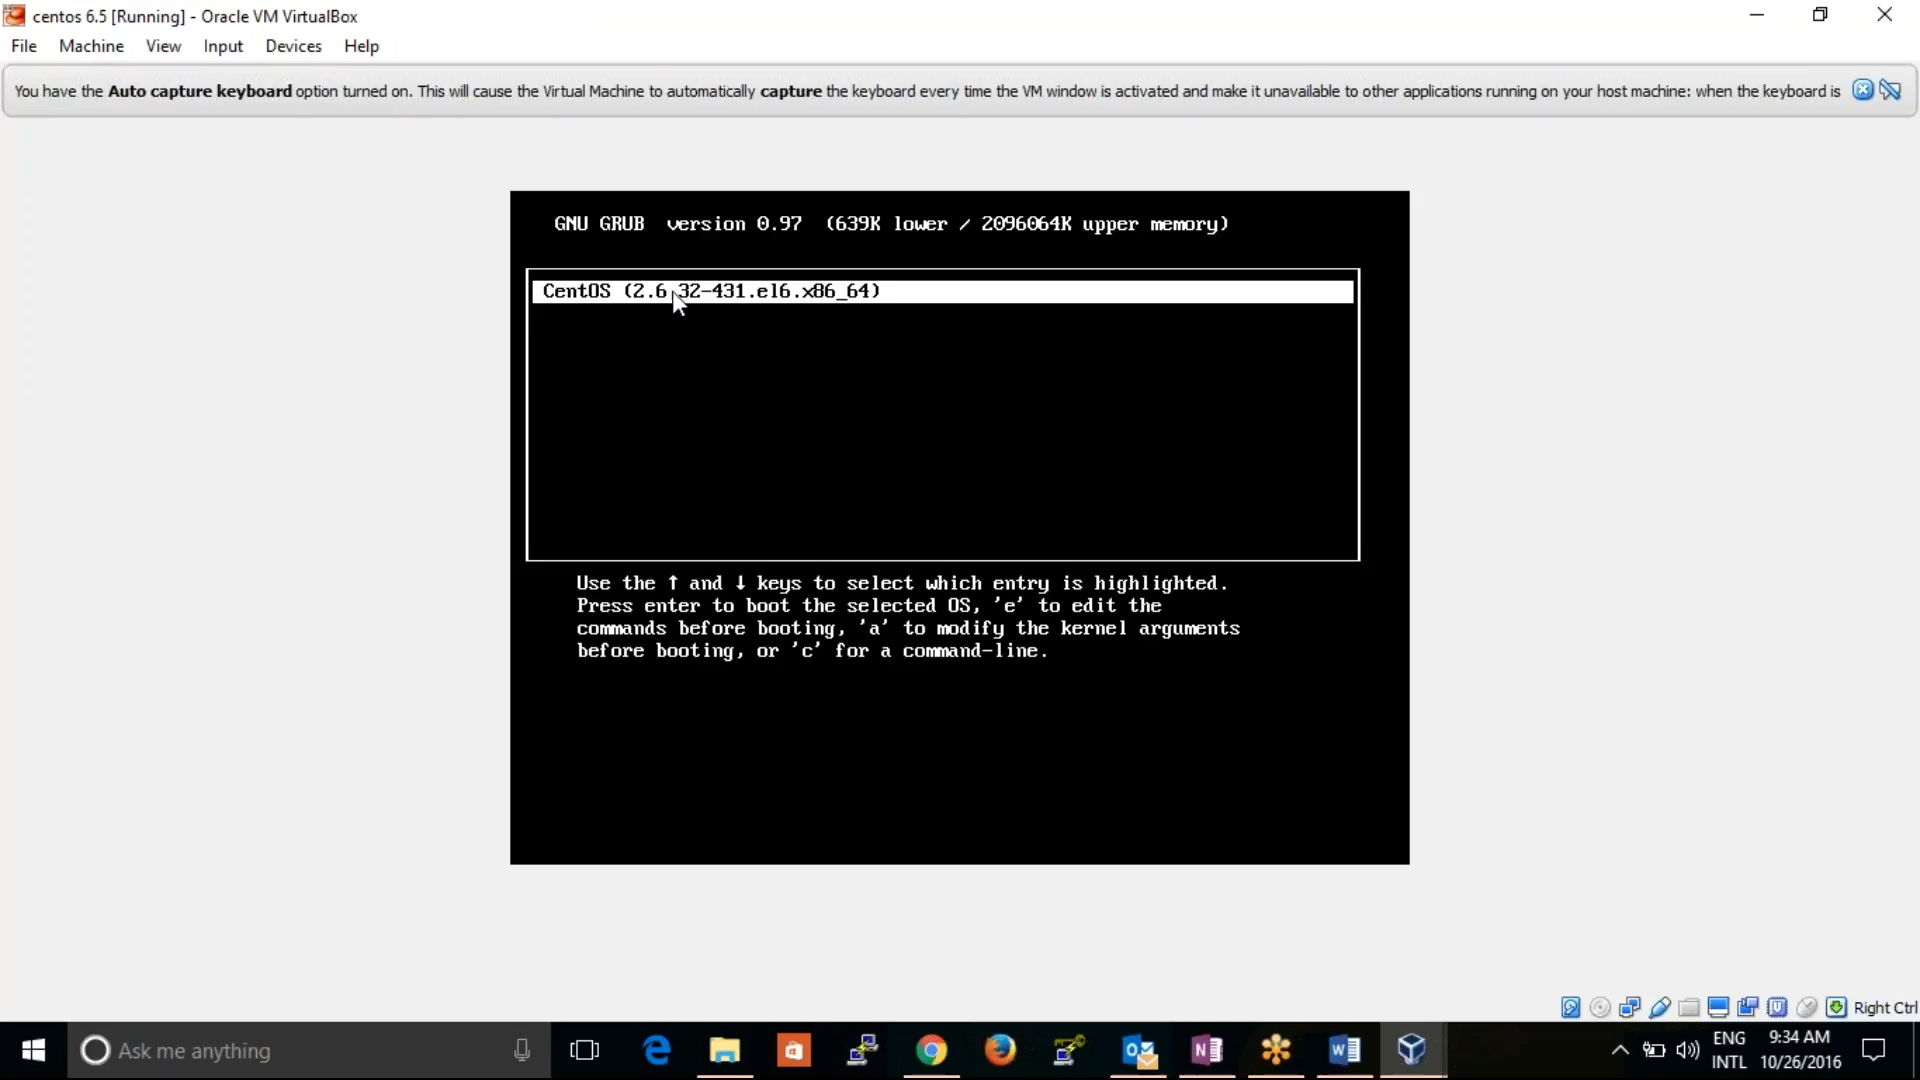 centos 6.5 [Running] - Oracle VM VirtualBox
File Machine View Input Devices Help
You have the Auto capture keyboard option turned on. This will cause the Virtual Machine to automatically capture the keyboard every time the VM window is activated and make it unavailable to other applications running on your host machine: when the keyboard is
GNU GRUB version 0.97 (639K lower / 2096064K upper memory)
CentOS (2.6.32-431.el6.x86_64)
Use the ↑ and ↓ keys to select which entry is highlighted.
Press enter to boot the selected OS, 'e' to edit the
commands before booting, 'a' to modify the kernel arguments
before booting, or 'c' for a command-line.
Right Ctrl
Ask me anything
ENG 9:34 AM
INTL 10/26/2016